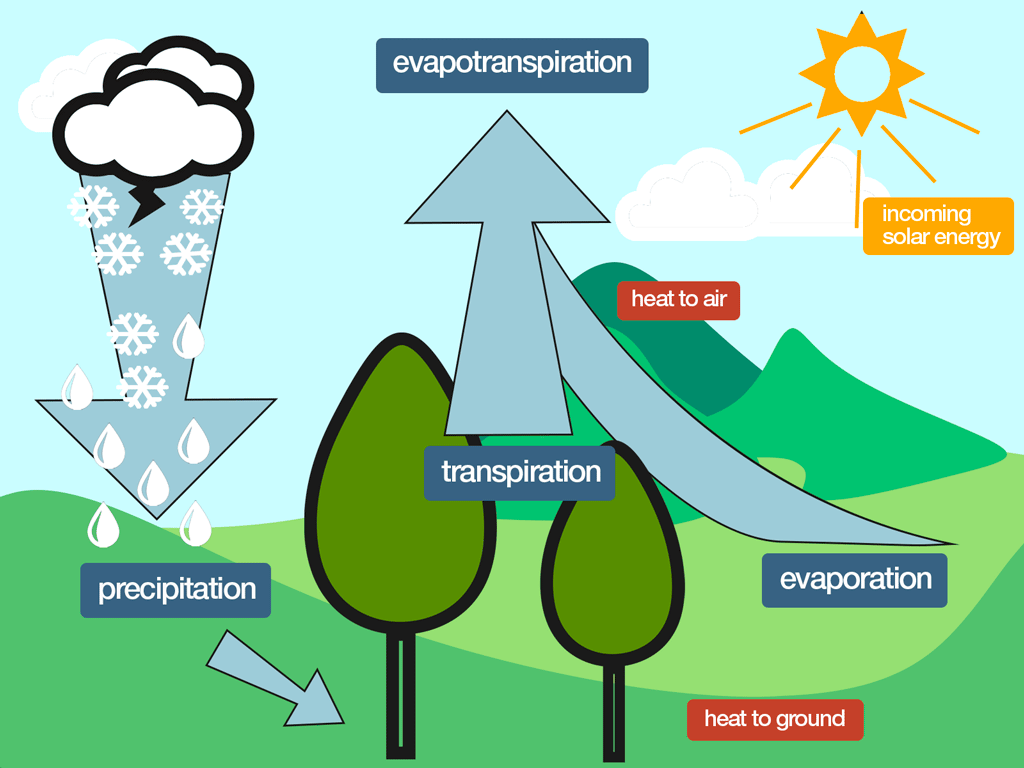 evapotranspiration
incoming
solar energy
heat to air
transpiration
evaporation
precipitation
heat to ground